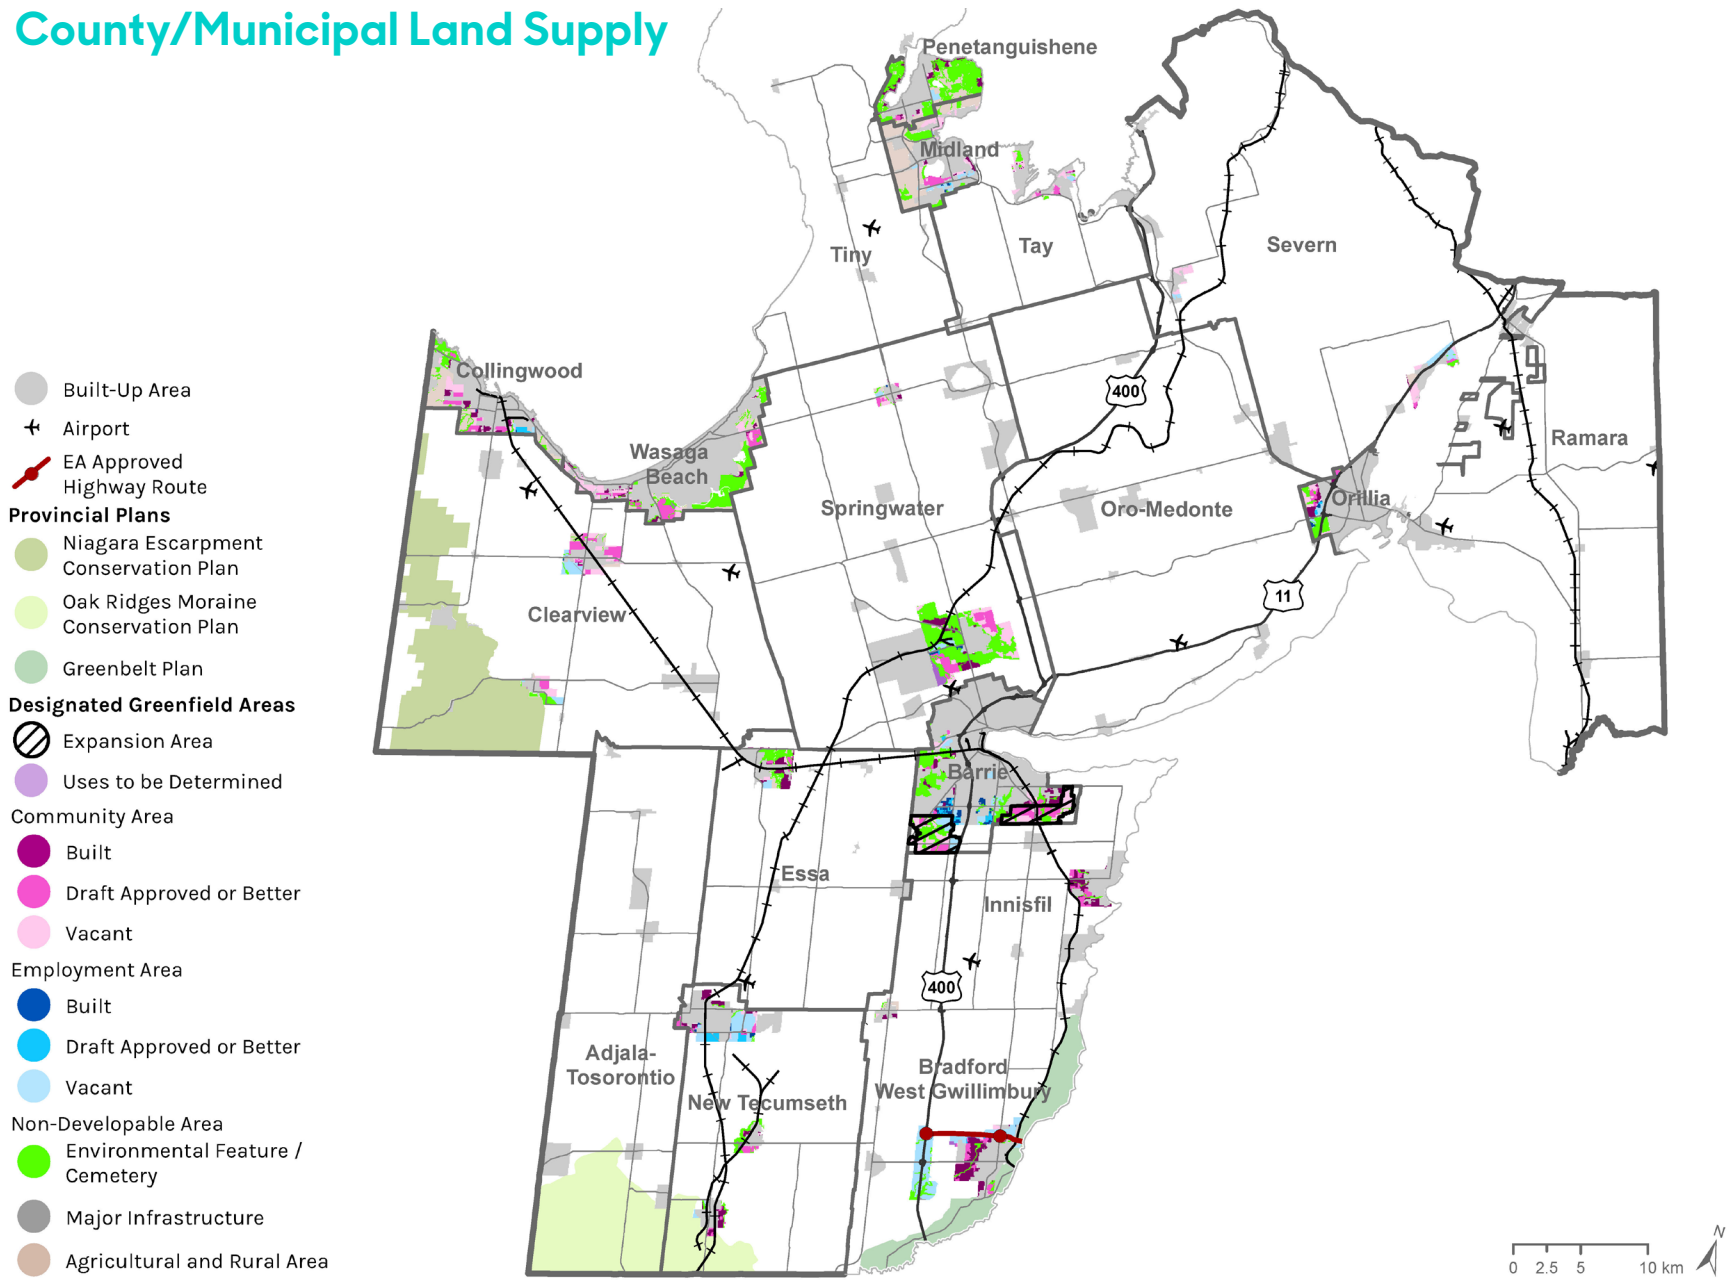 County/Municipal Land Supply
Penetanguishene
Midland
Tay
Tiny
Severn
Collingwood
400
Wasaga
Beach
Ramara
Springwater
Oro-Medonte
Orillia
11
Clearview
Barrie
Essa
Innisfil
400
Adjala-
Tosorontio
Bradford
West Gwillimbury
New Tecumseth
Built-Up Area
Airport
EA Approved
Highway Route
Provincial Plans
Niagara Escarpment
Conservation Plan
Oak Ridges Moraine
Conservation Plan
Greenbelt Plan
Designated Greenfield Areas
Expansion Area
Uses to be Determined
Community Area
Built
Draft Approved or Better
Vacant
Employment Area
Built
Draft Approved or Better
Vacant
Non-Developable Area
Environmental Feature /
Cemetery
Major Infrastructure
Agricultural and Rural Area
N
0 2.5 5 10 km